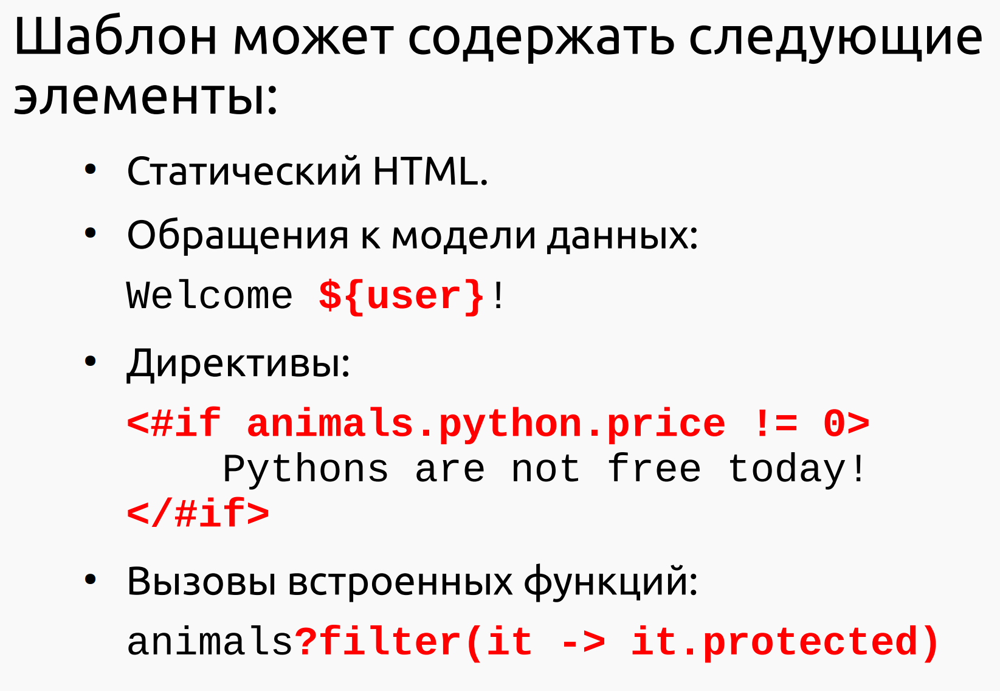 Шаблон может содержать следующие
элементы:
• Статический HTML.
• Обращения к модели данных:
Welcome ${user}!
• Директивы:
<#if animals.python.price != 0>
    Pythons are not free today!
</#if>
• Вызовы встроенных функций:
animals?filter(it -> it.protected)